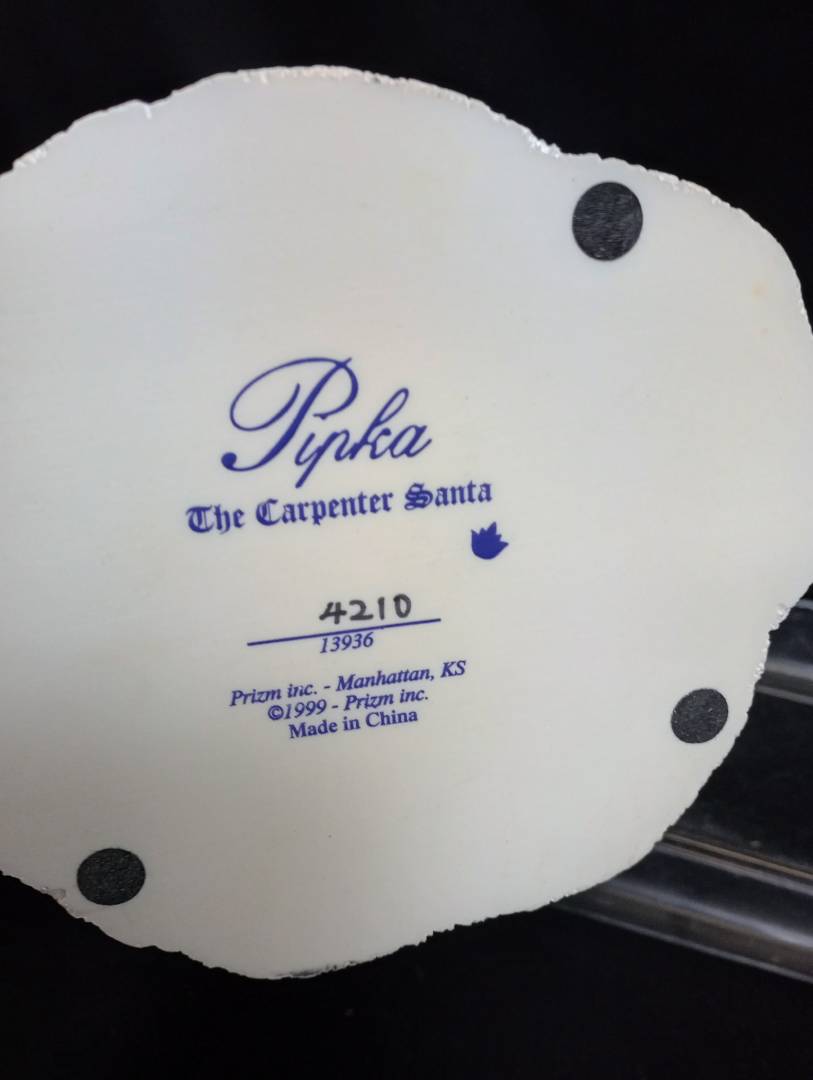 Pipka
The Carpenter Santa
4210
13936
Prizm inc. - Manhattan, KS
©1999 - Prizm inc.
Made in China